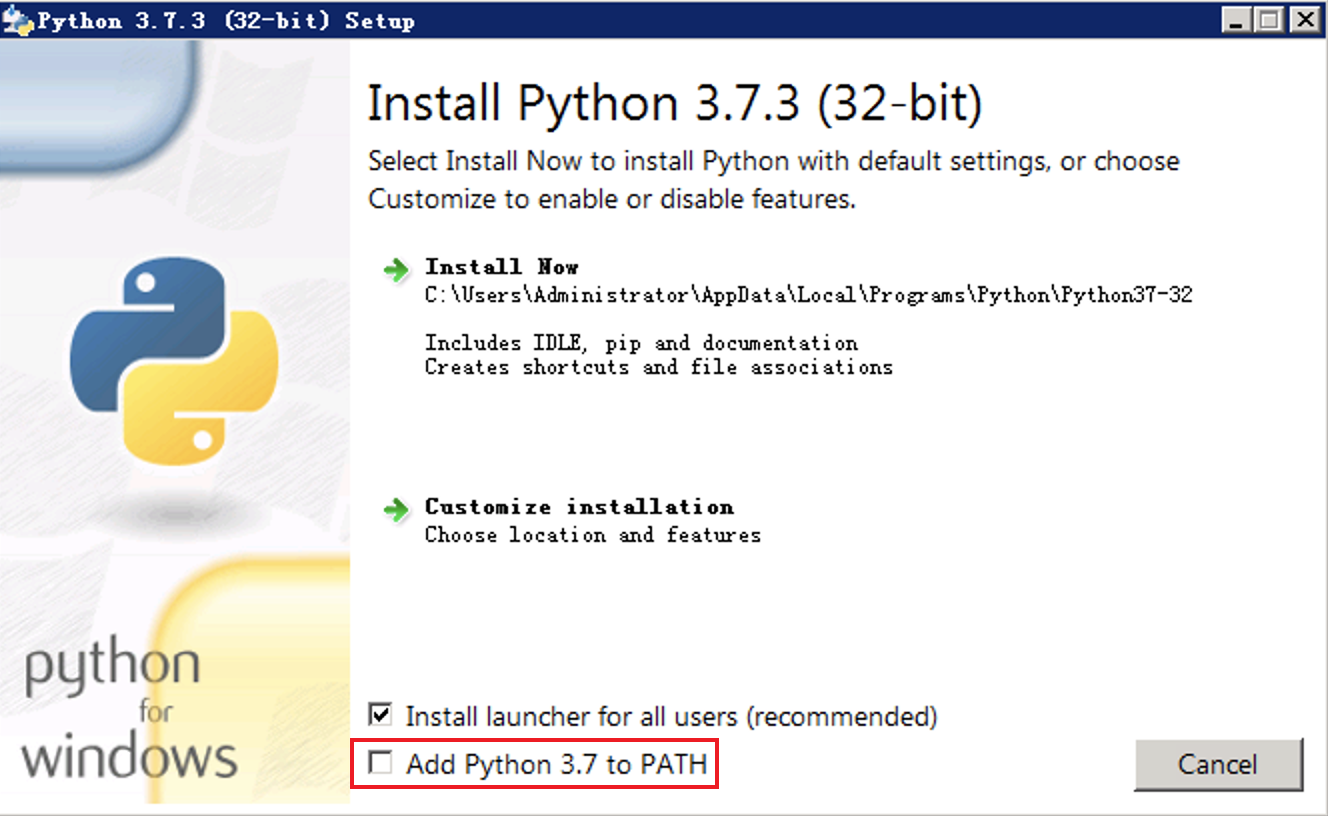 Python 3.7.3 (32-bit) Setup
Install Python 3.7.3 (32-bit)
Select Install Now to install Python with default settings, or choose
Customize to enable or disable features.
Install Now
C:\Users\Administrator\AppData\Local\Programs\Python\Python37-32
Includes IDLE, pip and documentation
Creates shortcuts and file associations
Customize installation
Choose location and features
python
for
windows
Install launcher for all users (recommended)
Add Python 3.7 to PATH
Cancel